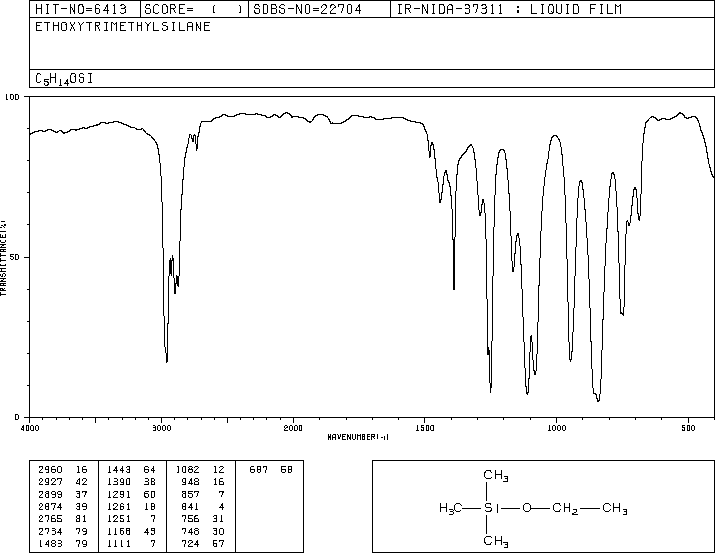 HIT-NO=6413 SCORE= ( ) SDBS-NO=22704 IR-NIDA-37311 : LIQUID FILM
ETHOXYTRIMETHYLSILANE
C5H14OSI
100
50
0
TRANSMITTANCE(%)
4000 3000 2000 1500 1000 500
WAVENUMBER(-1)
2960 16 1443 64 1082 12 687 58
2927 42 1390 38 948 16
2899 37 1291 60 857 7
2874 39 1261 18 841 4
2765 81 1251 7 756 31
2734 79 1168 43 748 30
1483 79 1111 7 724 57
CH3
H3C SI O CH2 CH3
CH3